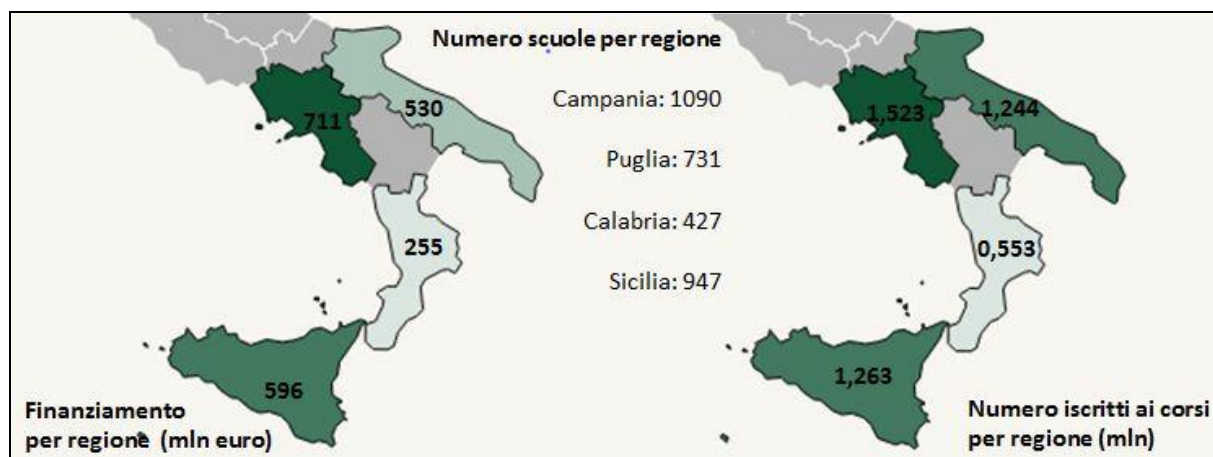 Numero scuole per regione
Campania: 1090
Puglia: 731
Calabria: 427
Sicilia: 947
711
530
255
596
Finanziamento
per regione (mln euro)
1,523
1,244
0,553
1,263
Numero iscritti ai corsi
per regione (mln)